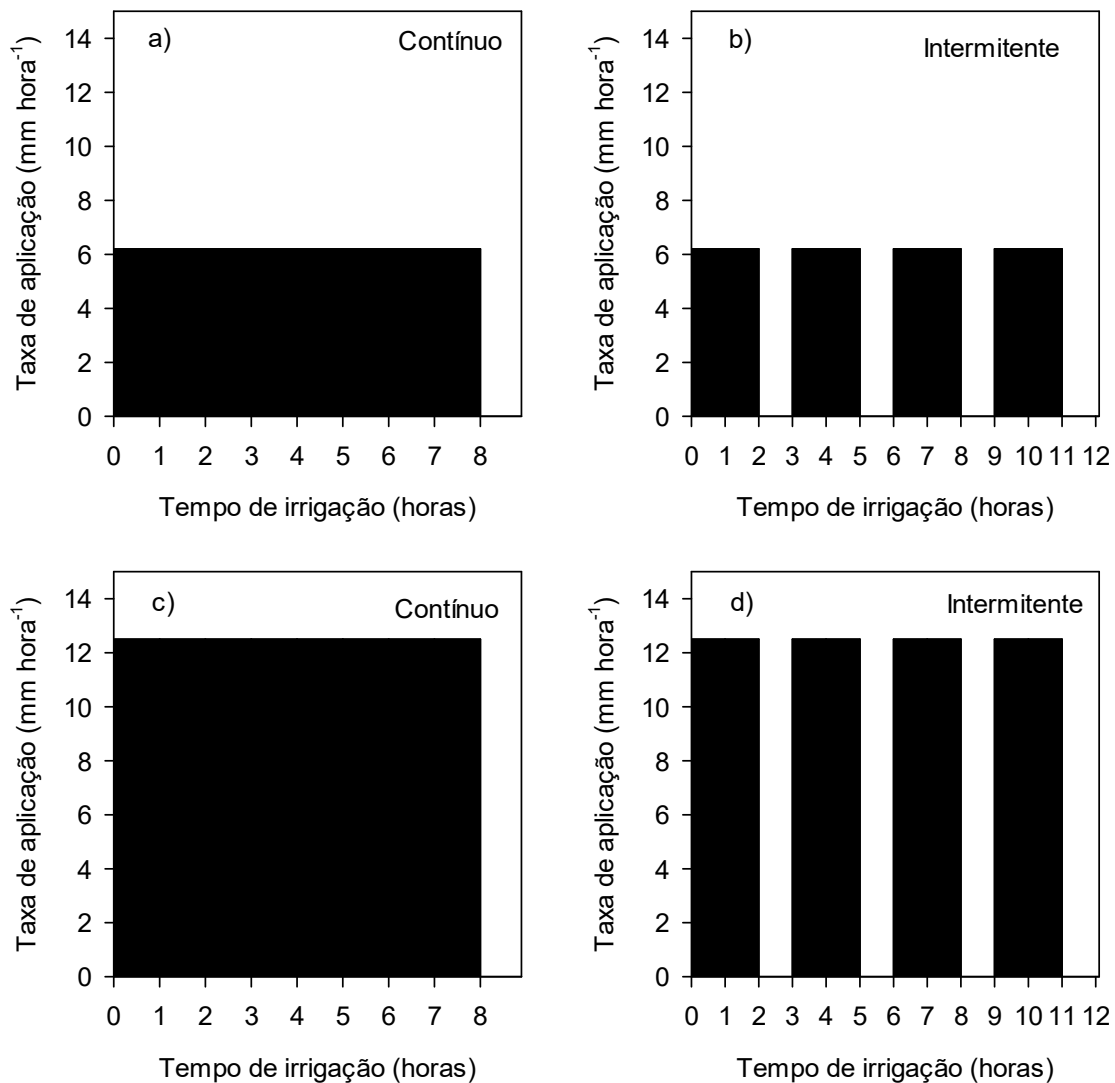 a)
Contínuo
Taxa de aplicação (mm hora⁻¹)
14
12
10
8
6
4
2
0
0 1 2 3 4 5 6 7 8
Tempo de irrigação (horas)
b)
Intermitente
Taxa de aplicação (mm hora⁻¹)
14
12
10
8
6
4
2
0
0 1 2 3 4 5 6 7 8 9 10 11 12
Tempo de irrigação (horas)
c)
Contínuo
Taxa de aplicação (mm hora⁻¹)
14
12
10
8
6
4
2
0
0 1 2 3 4 5 6 7 8
Tempo de irrigação (horas)
d)
Intermitente
Taxa de aplicação (mm hora⁻¹)
14
12
10
8
6
4
2
0
0 1 2 3 4 5 6 7 8 9 10 11 12
Tempo de irrigação (horas)